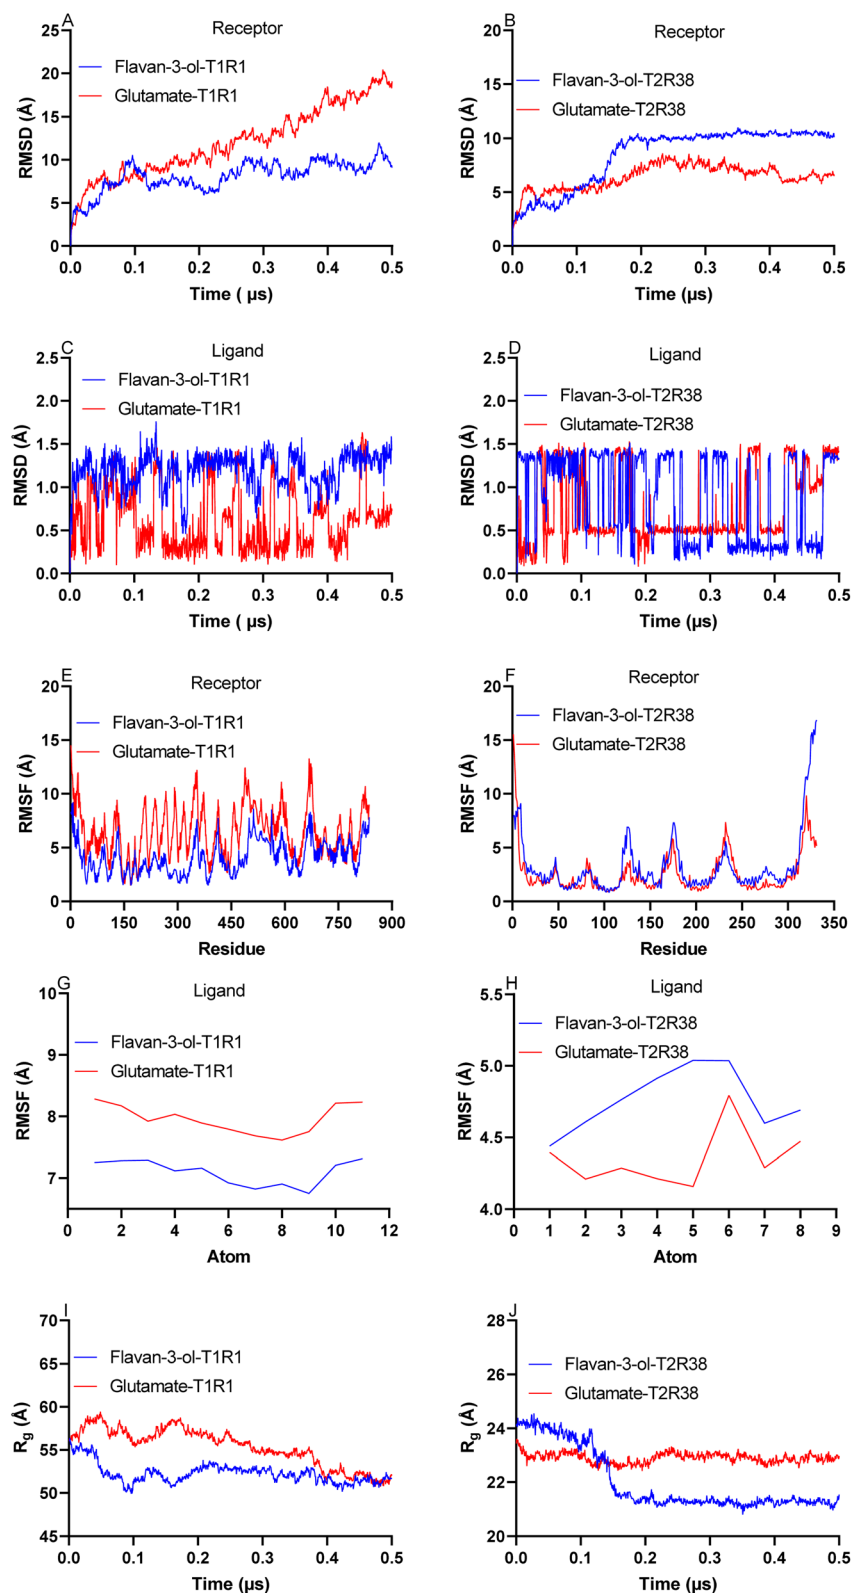 A
Receptor
Flavan-3-ol-T1R1
Glutamate-T1R1
RMSD (Å)
25
20
15
10
5
0
0.0 0.1 0.2 0.3 0.4 0.5
Time ( µs)
B
Receptor
Flavan-3-ol-T2R38
Glutamate-T2R38
RMSD (Å)
20
15
10
5
0
0.0 0.1 0.2 0.3 0.4 0.5
Time (µs)
C
Ligand
Flavan-3-ol-T1R1
Glutamate-T1R1
RMSD (Å)
2.5
2.0
1.5
1.0
0.5
0.0
0.0 0.1 0.2 0.3 0.4 0.5
Time ( µs)
D
Ligand
Flavan-3-ol-T2R38
Glutamate-T2R38
RMSD (Å)
2.5
2.0
1.5
1.0
0.5
0.0
0.0 0.1 0.2 0.3 0.4 0.5
Time (µs)
E
Receptor
Flavan-3-ol-T1R1
Glutamate-T1R1
RMSF (Å)
20
15
10
5
0
0 150 300 450 600 750 900
Residue
F
Receptor
Flavan-3-ol-T2R38
Glutamate-T2R38
RMSF (Å)
20
15
10
5
0
0 50 100 150 200 250 300 350
Residue
G
Ligand
Flavan-3-ol-T1R1
Glutamate-T1R1
RMSF (Å)
10
9
8
7
0 2 4 6 8 10 12
Atom
H
Ligand
Flavan-3-ol-T2R38
Glutamate-T2R38
RMSF (Å)
5.5
5.0
4.5
4.0
0 1 2 3 4 5 6 7 8 9
Atom
I
Flavan-3-ol-T1R1
Glutamate-T1R1
Rg (Å)
70
65
60
55
50
45
0.0 0.1 0.2 0.3 0.4 0.5
Time (µs)
J
Flavan-3-ol-T2R38
Glutamate-T2R38
Rg (Å)
28
26
24
22
20
0.0 0.1 0.2 0.3 0.4 0.5
Time (µs)